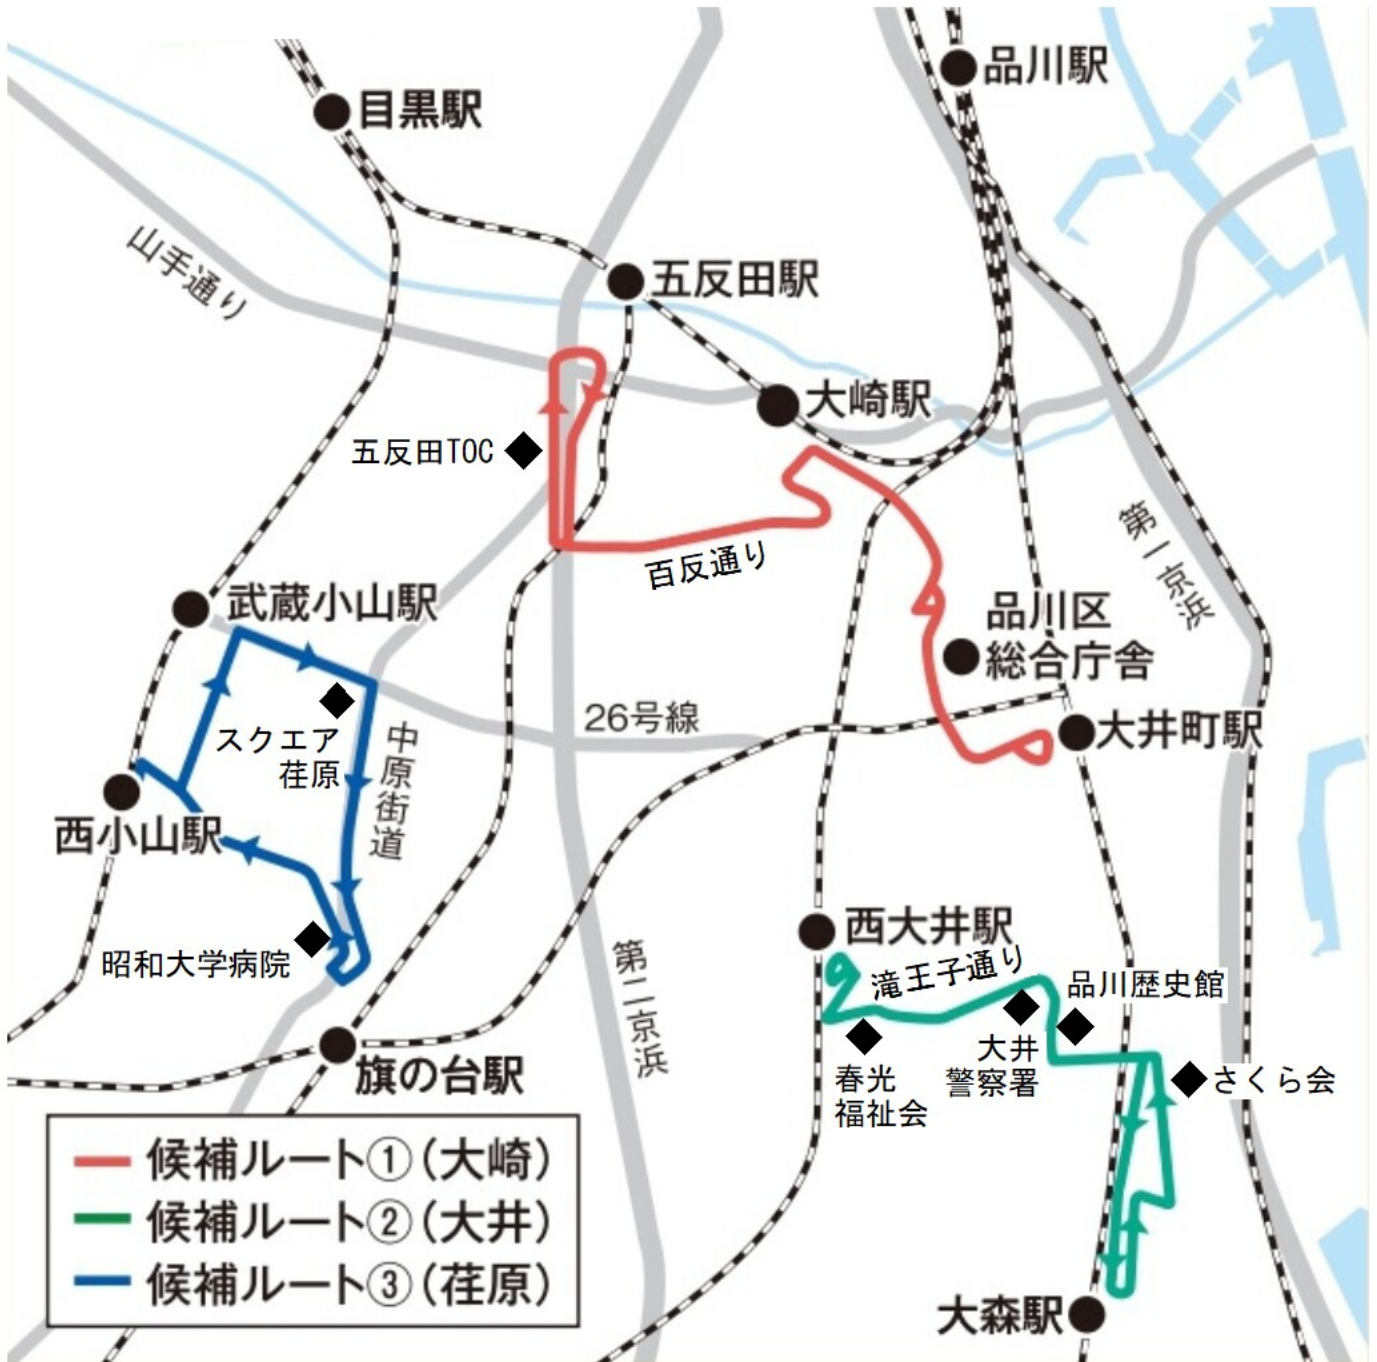 品川駅
目黒駅
山手通り
五反田駅
大崎駅
五反田TOC
百反通り
第一京浜
武蔵小山駅
品川区
総合庁舎
スクエア
荏原
中原街道
26号線
大井町駅
西小山駅
昭和大学病院
西大井駅
滝王子通り
品川歴史館
第二京浜
大井
警察署
春光
福祉会
さくら会
旗の台駅
大森駅
候補ルート①(大崎)
候補ルート②(大井)
候補ルート③(荏原)